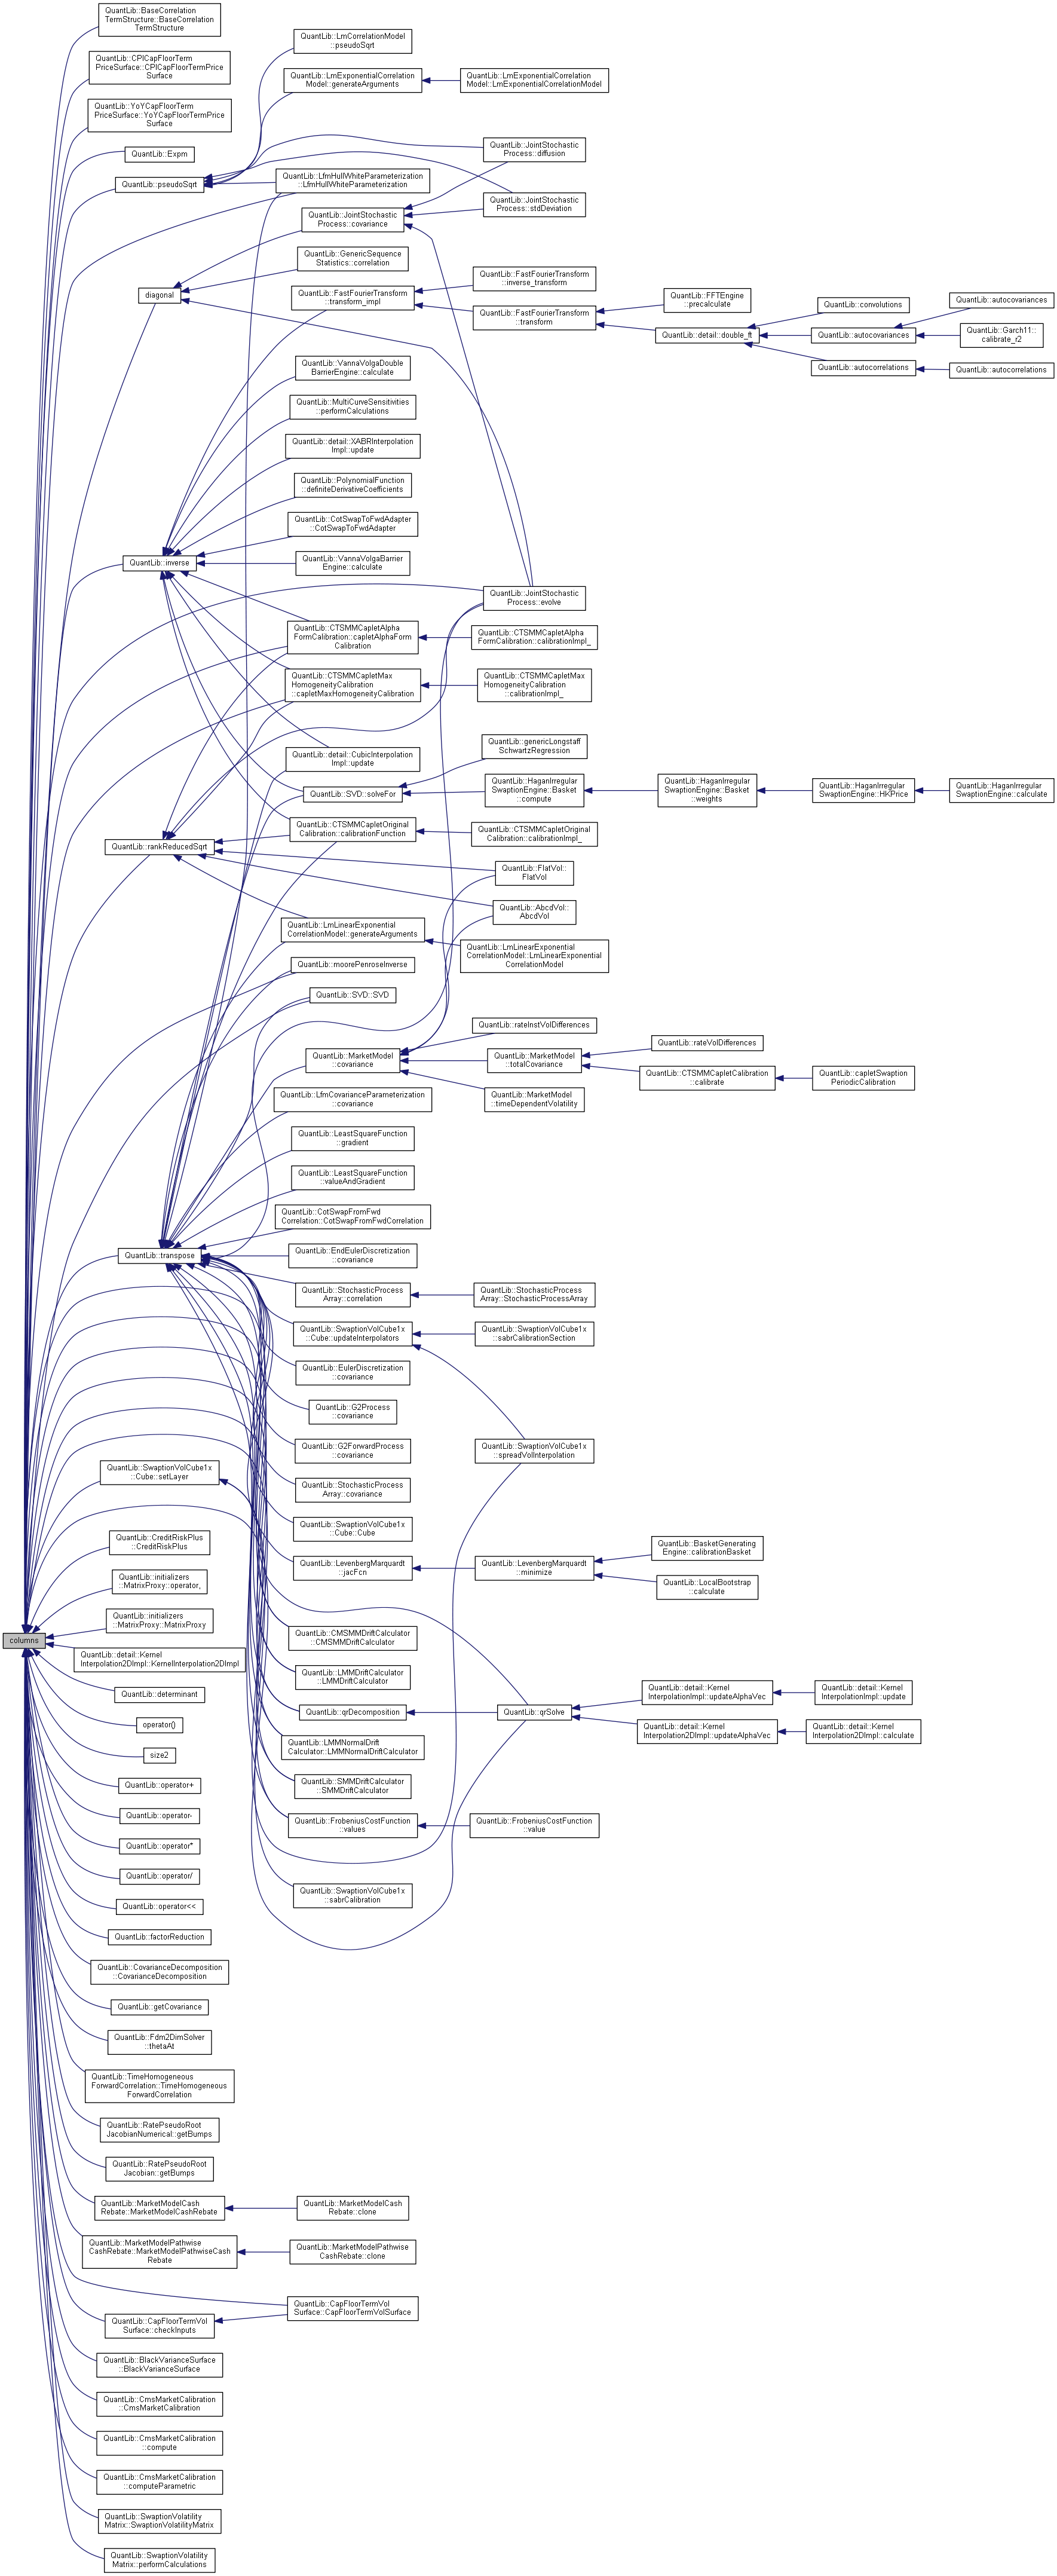 QuantLib::BaseCorrelation
TermStructure::BaseCorrelation
TermStructure
QuantLib::CPICapFloorTerm
PriceSurface::CPICapFloorTermPrice
Surface
QuantLib::YoYCapFloorTerm
PriceSurface::YoYCapFloorTermPrice
Surface
QuantLib::Expm
QuantLib::pseudoSqrt
diagonal
QuantLib::inverse
QuantLib::rankReducedSqrt
QuantLib::transpose
QuantLib::SwaptionVolCube1x
::Cube::setLayer
QuantLib::CreditRiskPlus
::CreditRiskPlus
QuantLib::initializers
::MatrixProxy::operator,
QuantLib::initializers
::MatrixProxy::MatrixProxy
columns
QuantLib::detail::Kernel
Interpolation2DImpl::KernelInterpolation2DImpl
QuantLib::determinant
operator()
size2
QuantLib::operator+
QuantLib::operator-
QuantLib::operator*
QuantLib::operator/
QuantLib::operator<<
QuantLib::factorReduction
QuantLib::CovarianceDecomposition
::CovarianceDecomposition
QuantLib::getCovariance
QuantLib::Fdm2DimSolver
::thetaAt
QuantLib::TimeHomogeneous
ForwardCorrelation::TimeHomogeneous
ForwardCorrelation
QuantLib::RatePseudoRoot
JacobianNumerical::getBumps
QuantLib::RatePseudoRoot
Jacobian::getBumps
QuantLib::MarketModelCash
Rebate::MarketModelCashRebate
QuantLib::MarketModelPathwise
CashRebate::MarketModelPathwiseCash
Rebate
QuantLib::CapFloorTermVol
Surface::checkInputs
QuantLib::BlackVarianceSurface
::BlackVarianceSurface
QuantLib::CmsMarketCalibration
::CmsMarketCalibration
QuantLib::CmsMarketCalibration
::compute
QuantLib::CmsMarketCalibration
::computeParametric
QuantLib::SwaptionVolatility
Matrix::SwaptionVolatilityMatrix
QuantLib::SwaptionVolatility
Matrix::performCalculations
QuantLib::LmCorrelationModel
::pseudoSqrt
QuantLib::LmExponentialCorrelation
Model::generateArguments
QuantLib::LfmHullWhiteParameterization
::LfmHullWhiteParameterization
QuantLib::JointStochastic
Process::covariance
QuantLib::GenericSequence
Statistics::correlation
QuantLib::FastFourierTransform
::transform_impl
QuantLib::VannaVolgaDouble
BarrierEngine::calculate
QuantLib::MultiCurveSensitivities
::performCalculations
QuantLib::detail::XABRInterpolation
Impl::update
QuantLib::PolynomialFunction
::definiteDerivativeCoefficients
QuantLib::CotSwapToFwdAdapter
::CotSwapToFwdAdapter
QuantLib::VannaVolgaBarrier
Engine::calculate
QuantLib::CTSMMCapletAlpha
FormCalibration::capletAlphaForm
Calibration
QuantLib::CTSMMCapletMax
HomogeneityCalibration
::capletMaxHomogeneityCalibration
QuantLib::detail::CubicInterpolation
Impl::update
QuantLib::SVD::solveFor
QuantLib::CTSMMCapletOriginal
Calibration::calibrationFunction
QuantLib::LmLinearExponential
CorrelationModel::generateArguments
QuantLib::moorePenroseInverse
QuantLib::SVD::SVD
QuantLib::MarketModel
::covariance
QuantLib::LfmCovarianceParameterization
::covariance
QuantLib::LeastSquareFunction
::gradient
QuantLib::LeastSquareFunction
::valueAndGradient
QuantLib::CotSwapFromFwd
Correlation::CotSwapFromFwdCorrelation
QuantLib::EndEulerDiscretization
::covariance
QuantLib::StochasticProcess
Array::correlation
QuantLib::SwaptionVolCube1x
::Cube::updateInterpolators
QuantLib::EulerDiscretization
::covariance
QuantLib::G2Process
::covariance
QuantLib::G2ForwardProcess
::covariance
QuantLib::StochasticProcess
Array::covariance
QuantLib::SwaptionVolCube1x
::Cube::Cube
QuantLib::LevenbergMarquardt
::jacFcn
QuantLib::CMSMMDriftCalculator
::CMSMMDriftCalculator
QuantLib::LMMDriftCalculator
::LMMDriftCalculator
QuantLib::qrDecomposition
QuantLib::LMMNormalDrift
Calculator::LMMNormalDriftCalculator
QuantLib::SMMDriftCalculator
::SMMDriftCalculator
QuantLib::FrobeniusCostFunction
::values
QuantLib::SwaptionVolCube1x
::sabrCalibration
QuantLib::MarketModelCash
Rebate::clone
QuantLib::MarketModelPathwise
CashRebate::clone
QuantLib::CapFloorTermVol
Surface::CapFloorTermVolSurface
QuantLib::LmExponentialCorrelation
Model::LmExponentialCorrelationModel
QuantLib::JointStochastic
Process::diffusion
QuantLib::JointStochastic
Process::stdDeviation
QuantLib::FastFourierTransform
::inverse_transform
QuantLib::FastFourierTransform
::transform
QuantLib::JointStochastic
Process::evolve
QuantLib::CTSMMCapletAlpha
FormCalibration::calibrationImpl_
QuantLib::CTSMMCapletMax
HomogeneityCalibration
::calibrationImpl_
QuantLib::genericLongstaff
SchwartzRegression
QuantLib::HaganIrregular
SwaptionEngine::Basket
::compute
QuantLib::CTSMMCapletOriginal
Calibration::calibrationImpl_
QuantLib::FlatVol::
FlatVol
QuantLib::AbcdVol::
AbcdVol
QuantLib::LmLinearExponential
CorrelationModel::LmLinearExponential
CorrelationModel
QuantLib::rateInstVolDifferences
QuantLib::MarketModel
::totalCovariance
QuantLib::MarketModel
::timeDependentVolatility
QuantLib::StochasticProcess
Array::StochasticProcessArray
QuantLib::SwaptionVolCube1x
::sabrCalibrationSection
QuantLib::SwaptionVolCube1x
::spreadVolInterpolation
QuantLib::LevenbergMarquardt
::minimize
QuantLib::qrSolve
QuantLib::FrobeniusCostFunction
::value
QuantLib::FFTEngine
::precalculate
QuantLib::detail::double_ft
QuantLib::HaganIrregular
SwaptionEngine::Basket
::weights
QuantLib::rateVolDifferences
QuantLib::CTSMMCapletCalibration
::calibrate
QuantLib::BasketGenerating
Engine::calibrationBasket
QuantLib::LocalBootstrap
::calculate
QuantLib::detail::Kernel
InterpolationImpl::updateAlphaVec
QuantLib::detail::Kernel
Interpolation2DImpl::updateAlphaVec
QuantLib::convolutions
QuantLib::autocovariances
QuantLib::autocorrelations
QuantLib::HaganIrregular
SwaptionEngine::HKPrice
QuantLib::capletSwaption
PeriodicCalibration
QuantLib::detail::Kernel
InterpolationImpl::update
QuantLib::detail::Kernel
Interpolation2DImpl::calculate
QuantLib::autocovariances
QuantLib::Garch11::
calibrate_r2
QuantLib::autocorrelations
QuantLib::HaganIrregular
SwaptionEngine::calculate